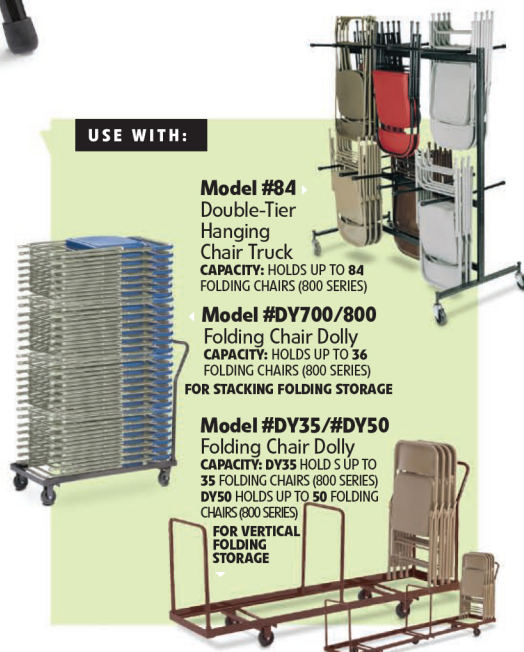 USE WITH:
Model #84
Double-Tier
Hanging
Chair Truck
CAPACITY: HOLDS UP TO 84
FOLDING CHAIRS (800 SERIES)
Model #DY700/800
Folding Chair Dolly
CAPACITY: HOLDS UP TO 36
FOLDING CHAIRS (800 SERIES)
FOR STACKING FOLDING STORAGE
Model #DY35/#DY50
Folding Chair Dolly
CAPACITY: DY35 HOLD S UP TO
35 FOLDING CHAIRS (800 SERIES)
DY50 HOLDS UP TO 50 FOLDING
CHAIRS (800 SERIES)
FOR VERTICAL
FOLDING
STORAGE